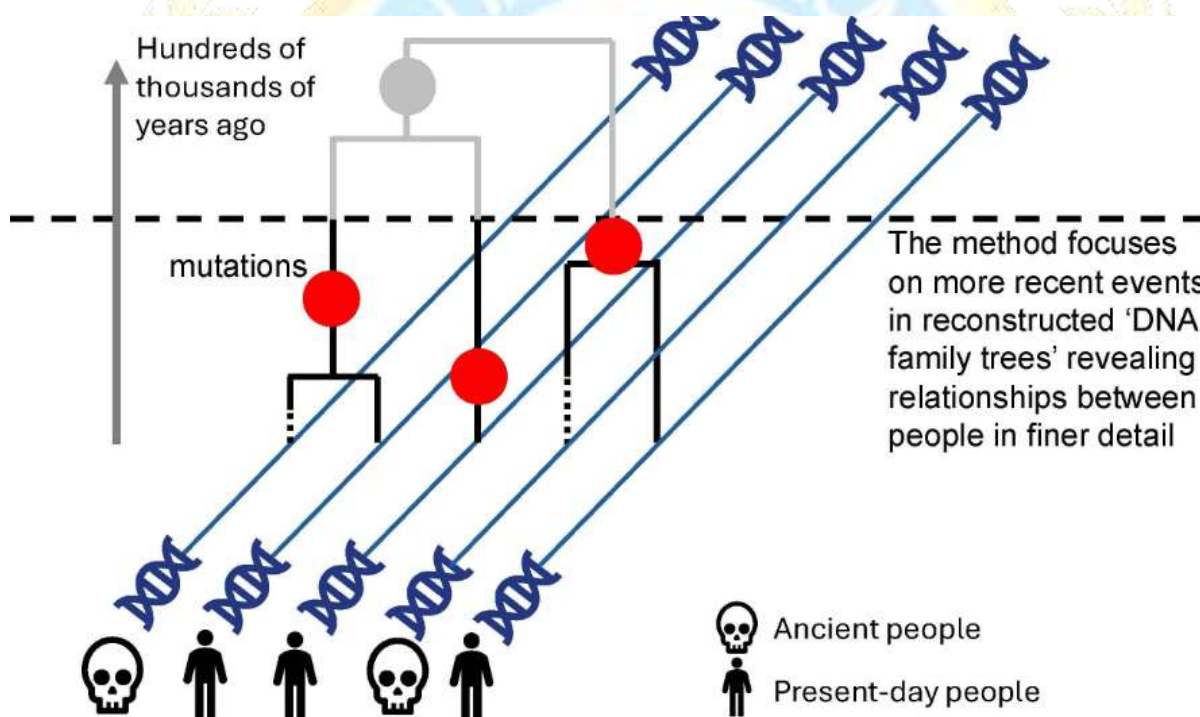 Hundreds of
thousands of
years ago
mutations
The method focuses
on more recent events
in reconstructed ‘DNA
family trees’ revealing
relationships between
people in finer detail
Ancient people
Present-day people